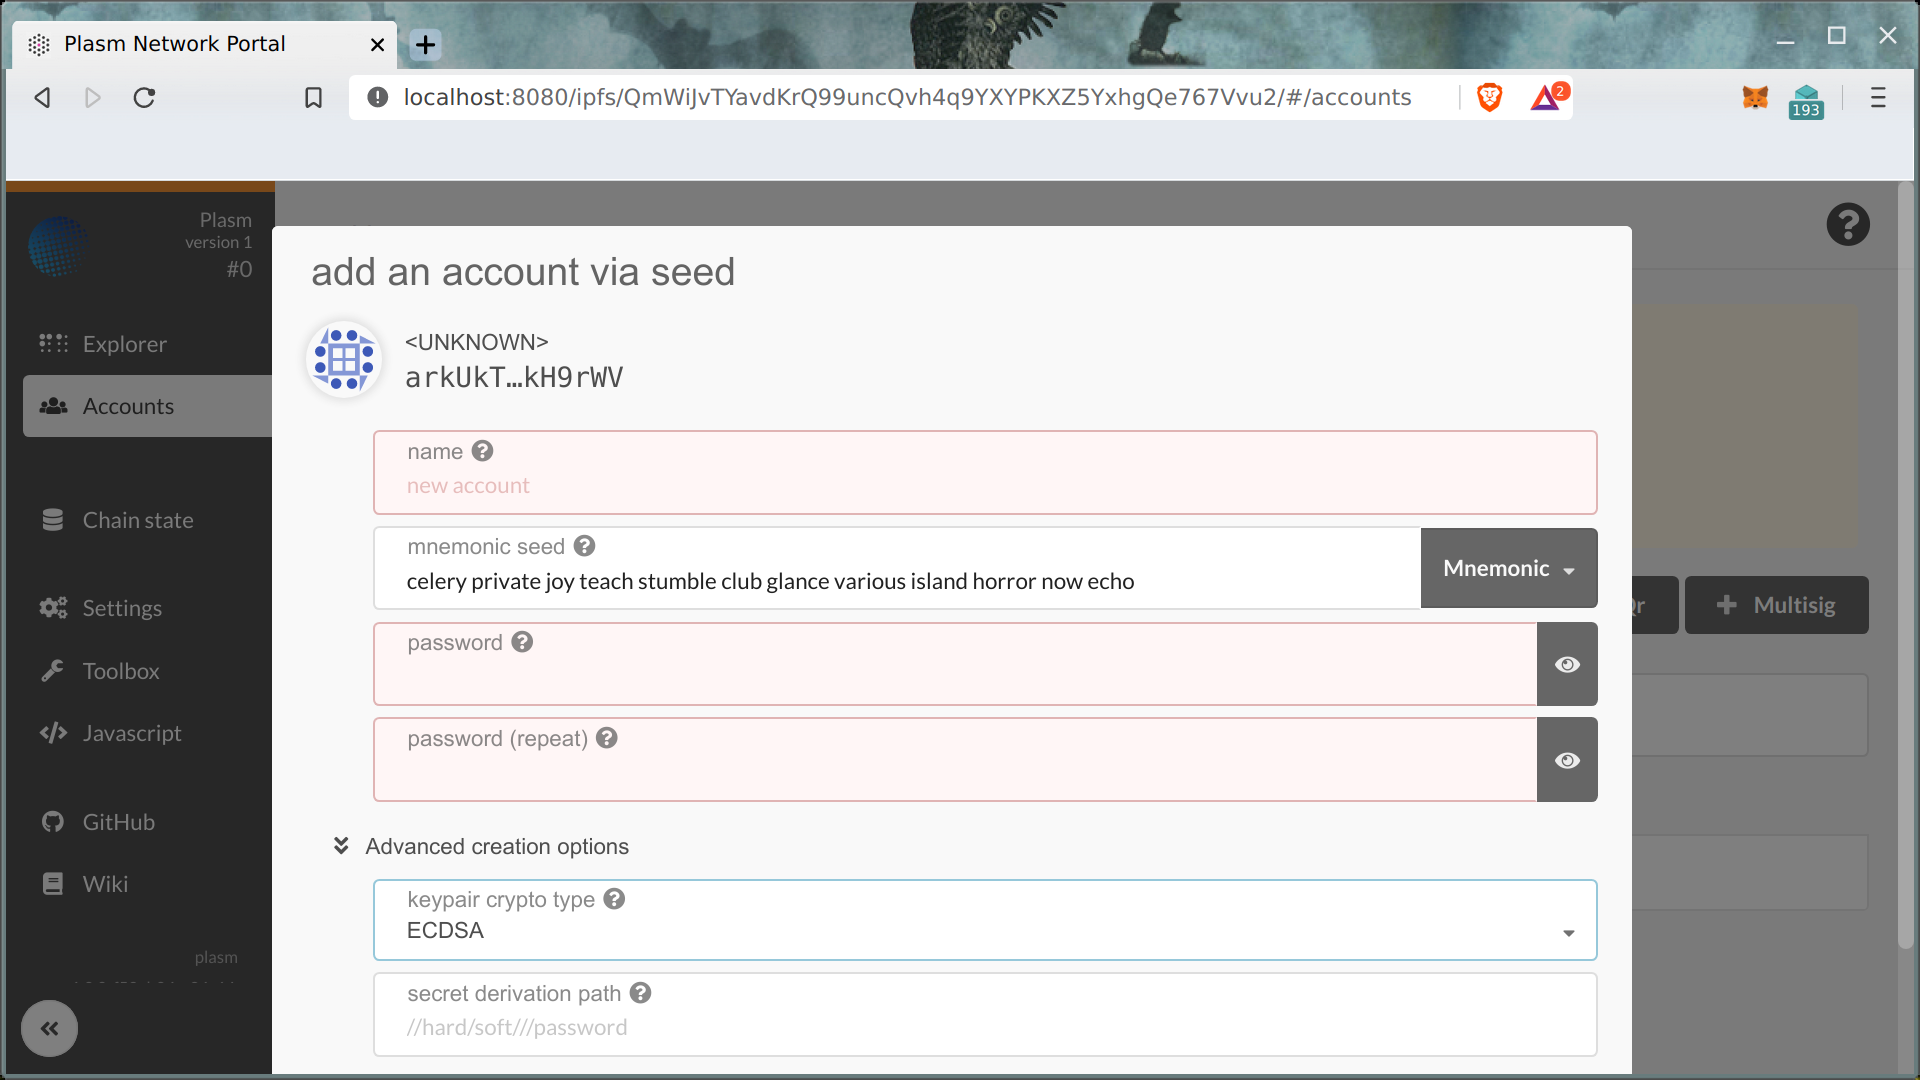 Plasm Network Portal
localhost:8080/ipfs/QmWiJvTYavdKrQ99uncQvh4q9YXYPKXZ5YxhgQe767Vvu2/#/accounts
2
193
Plasm
version 1
#0
Explorer
Accounts
Chain state
Settings
Toolbox
Javascript
GitHub
Wiki
plasm
add an account via seed
<UNKNOWN>
arkUkT…kH9rWV
name
new account
mnemonic seed
celery private joy teach stumble club glance various island horror now echo
Mnemonic
password
password (repeat)
Advanced creation options
keypair crypto type
ECDSA
secret derivation path
//hard/soft///password
Multisig